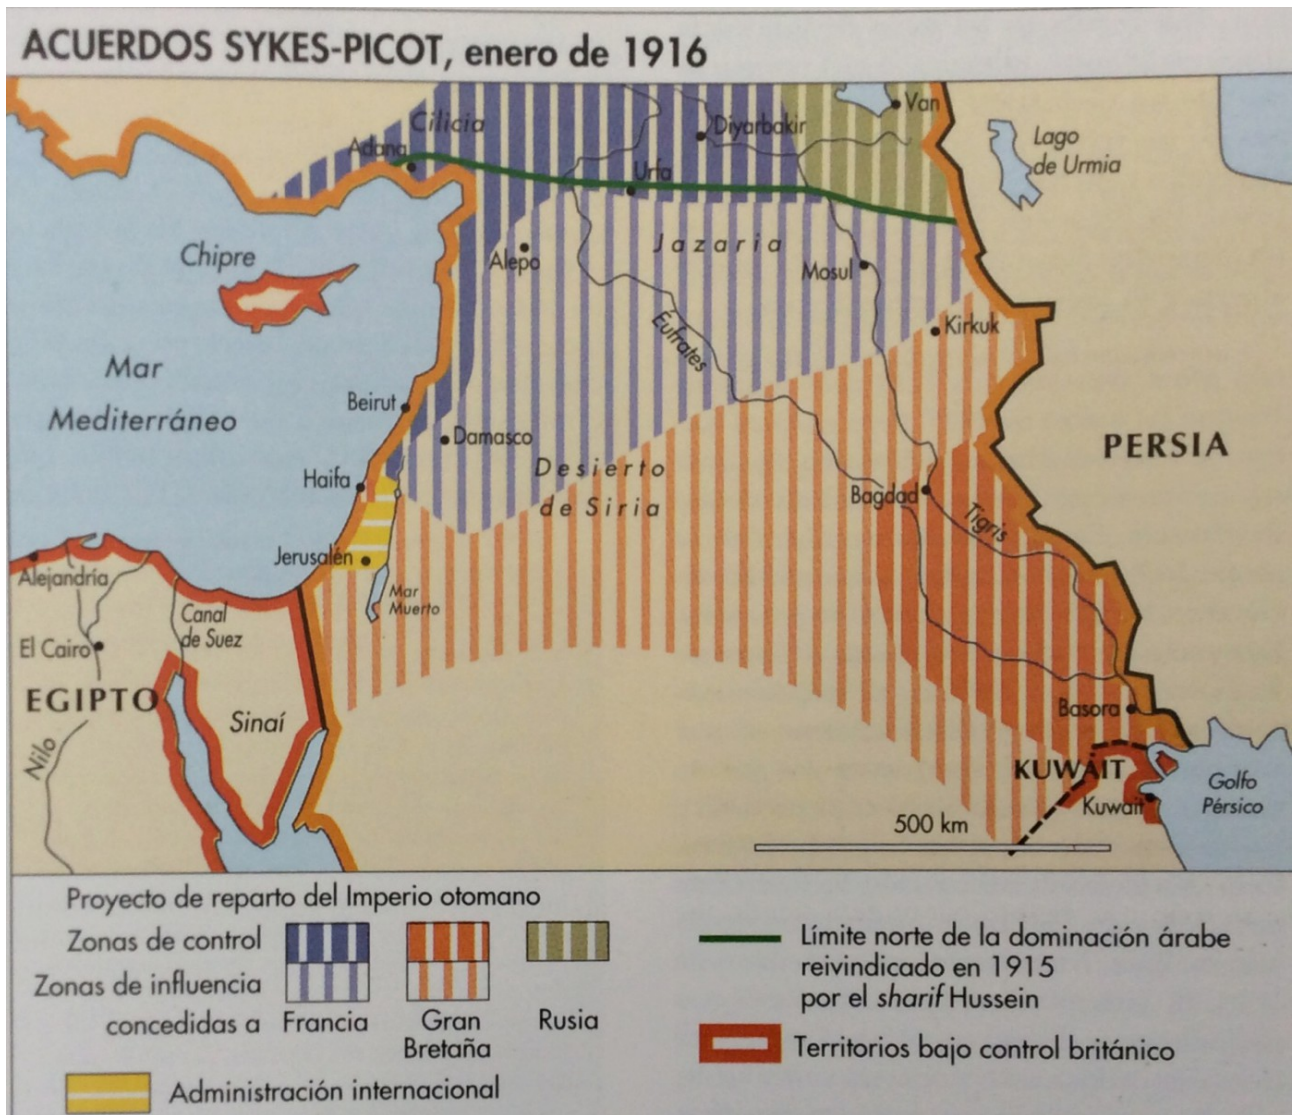 ACUERDOS SYKES-PICOT, enero de 1916
Van
Cilicia
Diyarbakir
Lago
de Urmia
Adana
Urfa
Jazaria
Chipre
Alepo
Mosul
Kirkuk
Éufrates
Mar
Mediterráneo
Beirut
Damasco
PERSIA
Desierto
de Siria
Haifa
Bagdad
Tigris
Jerusalén
Alejandría
Mar
Muerto
Canal
de Suez
El Cairo
EGIPTO
Sinaí
Basora
Nilo
KUWAIT
Kuwait
Golfo
Pérsico
500 km
Proyecto de reparto del Imperio otomano
Zonas de control
Zonas de influencia
concedidas a
Francia
Gran
Bretaña
Rusia
Administración internacional
Límite norte de la dominación árabe
reivindicado en 1915
por el sharif Hussein
Territorios bajo control británico